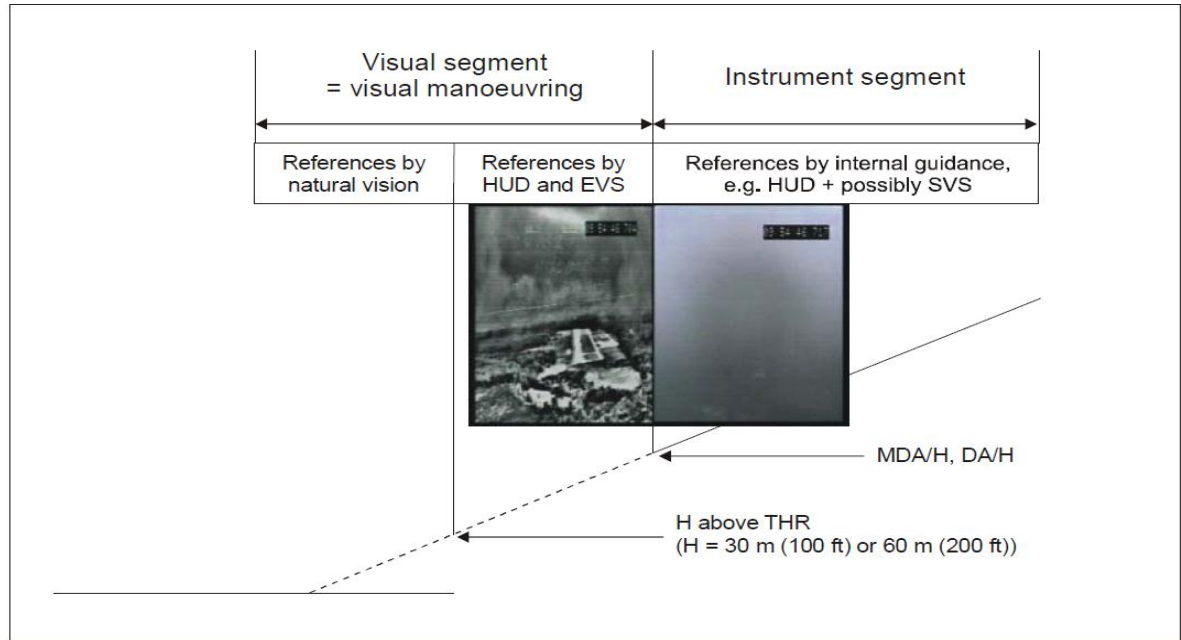 Visual segment
= visual manoeuvring
Instrument segment
References by
natural vision
References by
HUD and EVS
References by internal guidance,
e.g. HUD + possibly SVS
MDA/H, DA/H
H above THR
(H = 30 m (100 ft) or 60 m (200 ft))